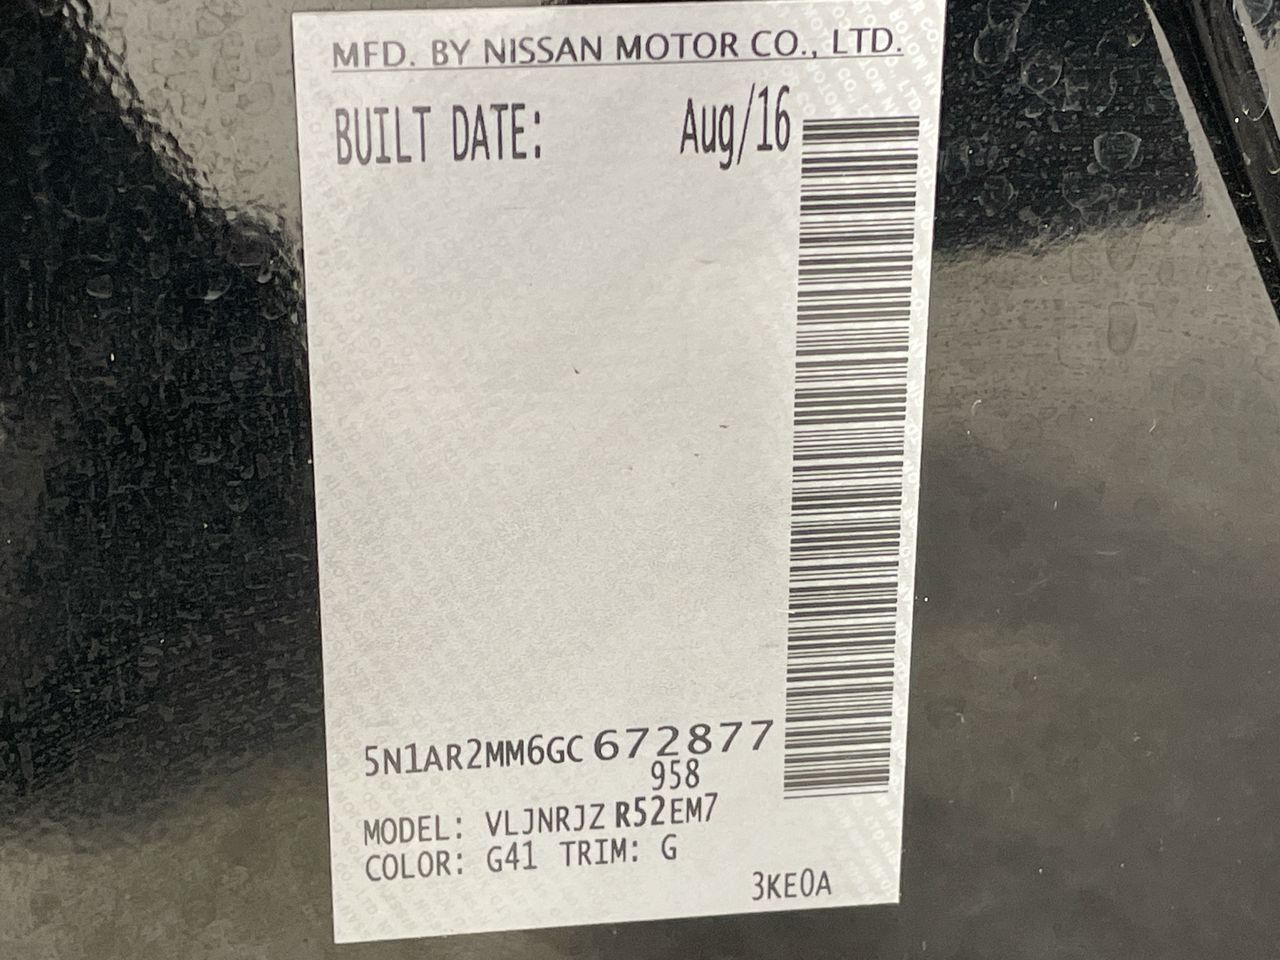 MFD. BY NISSAN MOTOR CO., LTD.
BUILT DATE: Aug/16
5N1AR2MM6GC672877
958
MODEL: VLJNRJZ R52EM7
COLOR: G41 TRIM: G
3KE0A